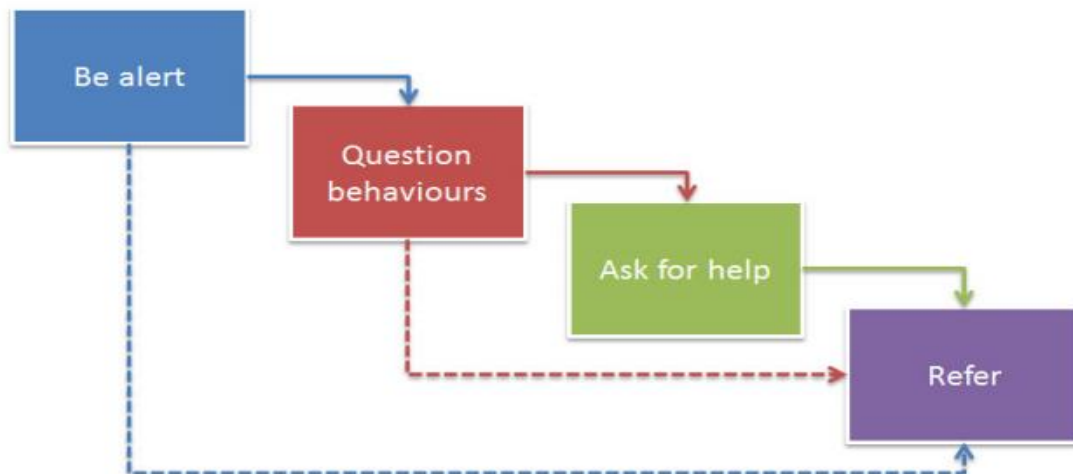 Be alert
Question
behaviours
Ask for help
Refer